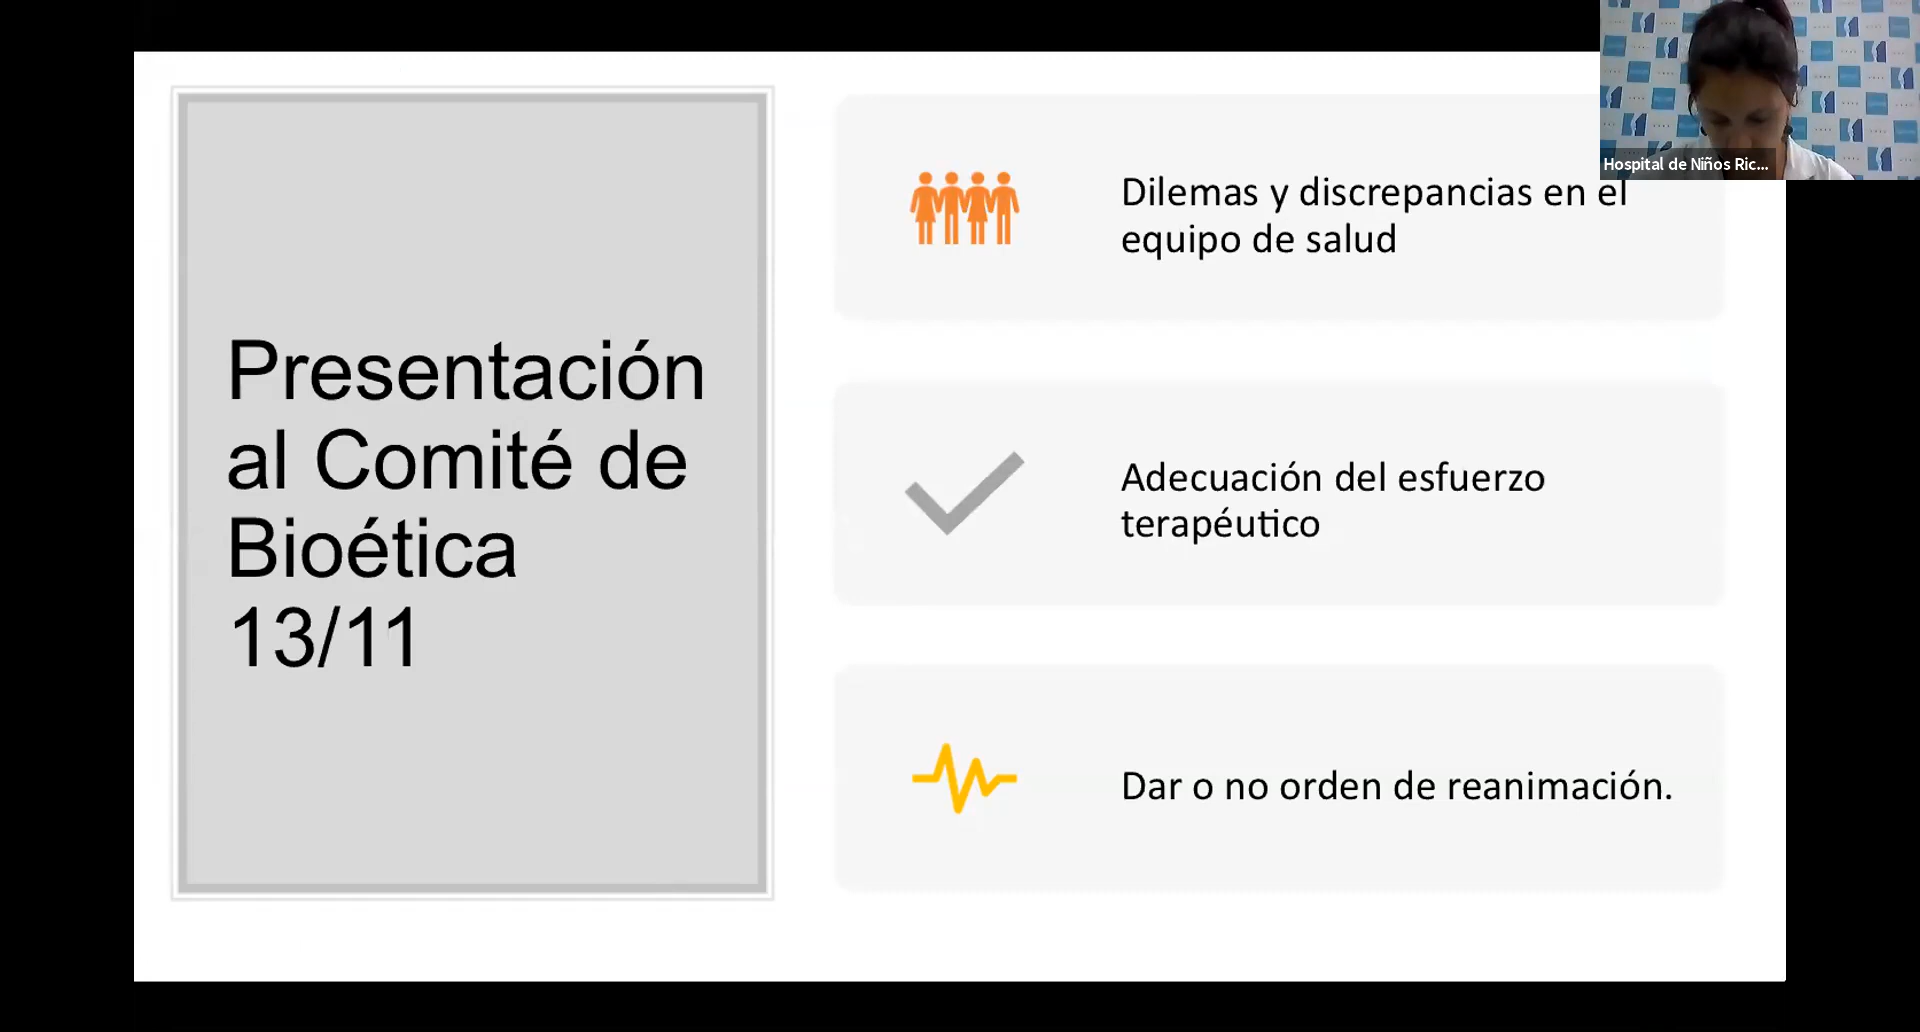 Presentación
al Comité de
Bioética
13/11
Dilemas y discrepancias en el
equipo de salud
Adecuación del esfuerzo
terapéutico
Dar o no orden de reanimación.
Hospital de Niños Ric...